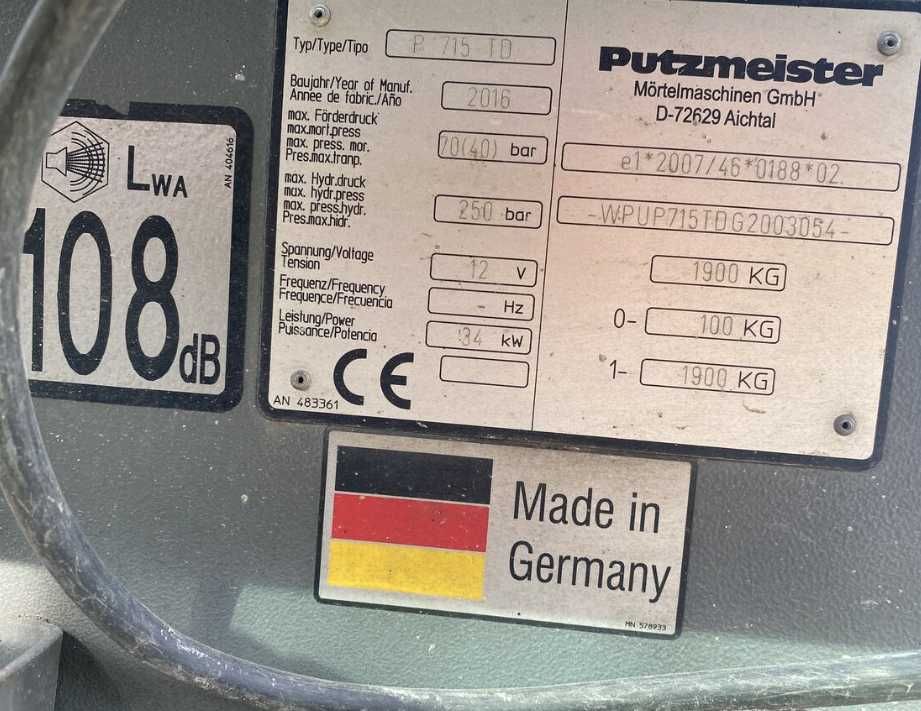 LWA
AN 404616
108 dB
Typ/Type/Tipo P 715 TD
Baujahr/Year of Manuf.
Année de fabric./Año 2016
max. Förderdruck
max.mort.press
max. press. mor. 70(40) bar
Pres.max.tranp.
max. Hydr.druck
max. hydr.press
max. press.hydr. 250 bar
Pres.max.hidr.
Spannung/Voltage
Tension 12 V
Frequenz/Frequency
Frequence/Frecuencia - Hz
Leistung/Power
Puissance/Potencia 34 kW
CE
AN 483361
Putzmeister
Mörtelmaschinen GmbH
D-72629 Aichtal
e1*2007/46*0188*02
-WPUP715TDG2003054-
1900 KG
0- 100 KG
1- 1900 KG
Made in
Germany
MN 578933